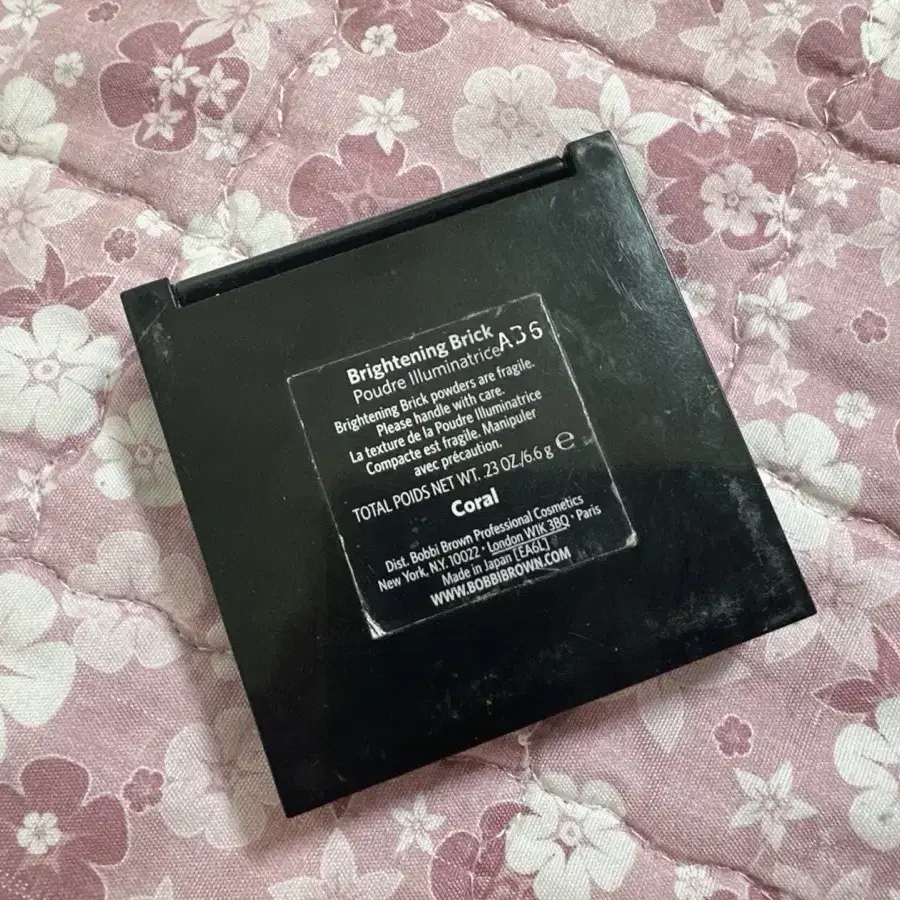 Brightening Brick A36
Poudre Illuminatrice
Brightening Brick powders are fragile.
Please handle with care.
La texture de la Poudre Illuminatrice
Compacte est fragile. Manipuler
avec précaution.
TOTAL POIDS NET WT. .23 OZ./6.6 g ℮
Coral
Dist. Bobbi Brown Professional Cosmetics
New York, N.Y. 10022 · London W1K 3BQ · Paris
Made in Japan [EA6L]
WWW.BOBBIBROWN.COM